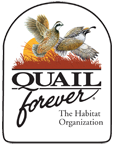 QUAIL
forever®
The Habitat
Organization